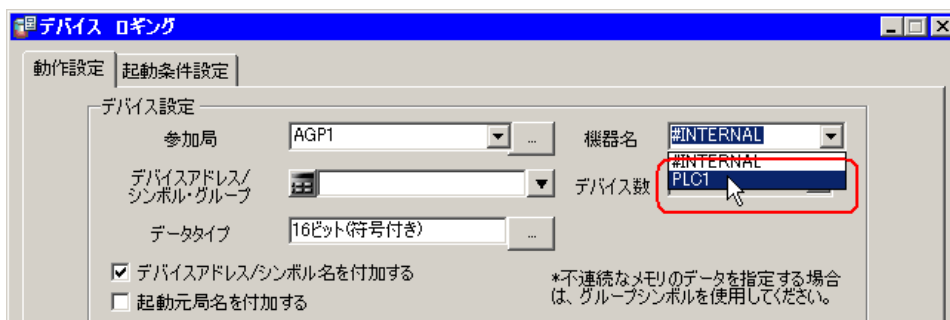 デバイス ロギング
動作設定 起動条件設定
デバイス設定
参加局 AGP1 ... 機器名 #INTERNAL
#INTERNAL
デバイスアドレス/
シンボル・グループ デバイス数 PLC1
データタイプ 16ビット(符号付き) ...
デバイスアドレス/シンボル名を付加する
起動元局名を付加する
*不連続なメモリのデータを指定する場合
は、グループシンボルを使用してください。